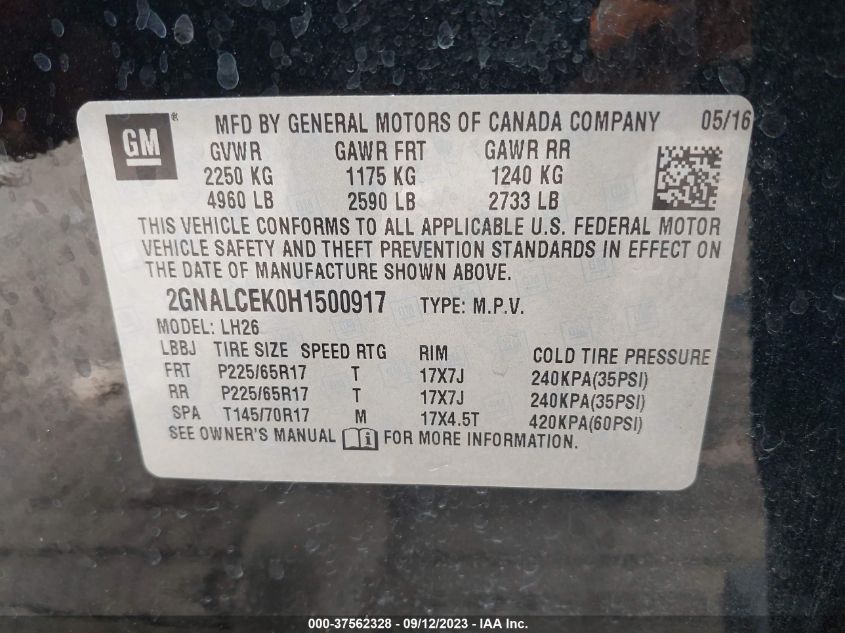 GM® MFD BY GENERAL MOTORS OF CANADA COMPANY 05/16
GVWR GAWR FRT GAWR RR
2250 KG 1175 KG 1240 KG
4960 LB 2590 LB 2733 LB
THIS VEHICLE CONFORMS TO ALL APPLICABLE U.S. FEDERAL MOTOR
VEHICLE SAFETY AND THEFT PREVENTION STANDARDS IN EFFECT ON
THE DATE OF MANUFACTURE SHOWN ABOVE.
2GNALCEK0H1500917 TYPE: M.P.V.
MODEL: LH26
LBBJ TIRE SIZE SPEED RTG RIM COLD TIRE PRESSURE
FRT P225/65R17 T 17X7J 240KPA(35PSI)
RR P225/65R17 T 17X7J 240KPA(35PSI)
SPA T145/70R17 M 17X4.5T 420KPA(60PSI)
SEE OWNER'S MANUAL i FOR MORE INFORMATION.
000-37562328 - 09/12/2023 - IAA Inc.